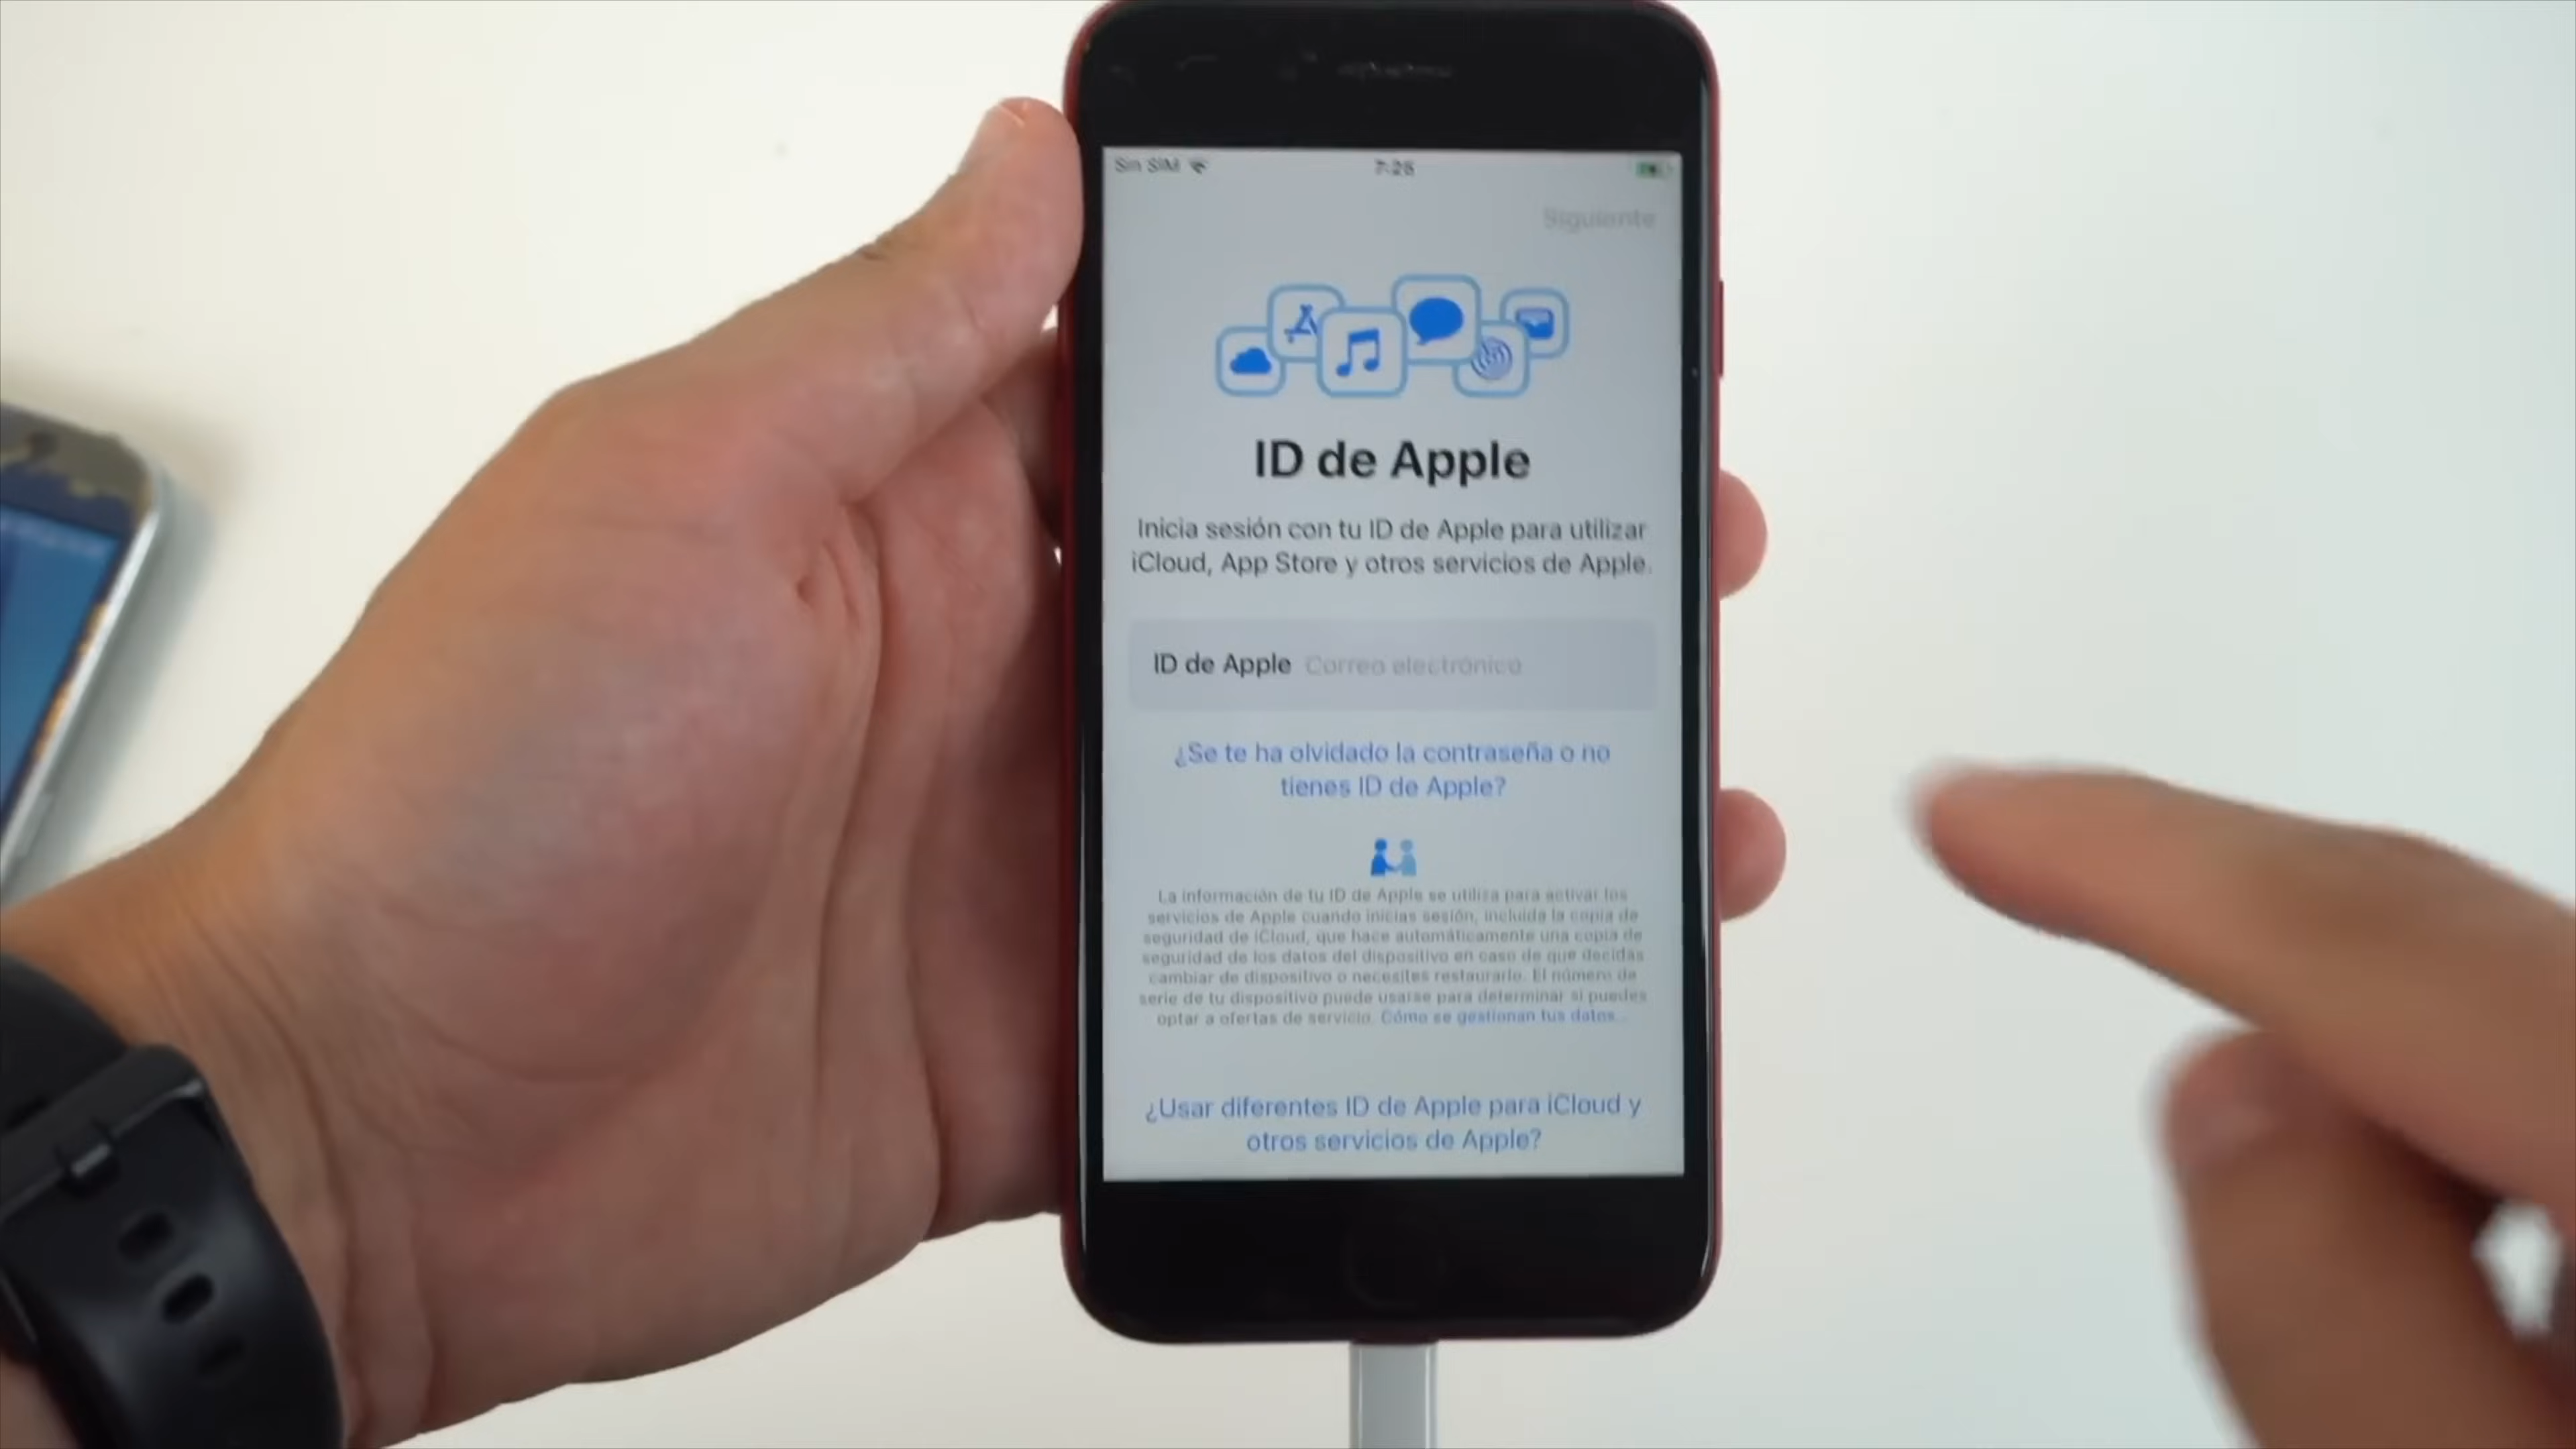 Sin SIM
7:25
Siguiente
ID de Apple
Inicia sesión con tu ID de Apple para utilizar
iCloud, App Store y otros servicios de Apple.
ID de Apple Correo electrónico
¿Se te ha olvidado la contraseña o no
tienes ID de Apple?
La información de tu ID de Apple se utiliza para activar los
servicios de Apple cuando inicias sesión, incluida la copia de
seguridad de iCloud, que hace automáticamente una copia de
seguridad de los datos del dispositivo en caso de que decidas
cambiar de dispositivo o necesites restaurarlo. El número de
serie de tu dispositivo puede usarse para determinar si puedes
optar a ofertas de servicio. Cómo se gestionan tus datos...
¿Usar diferentes ID de Apple para iCloud y
otros servicios de Apple?